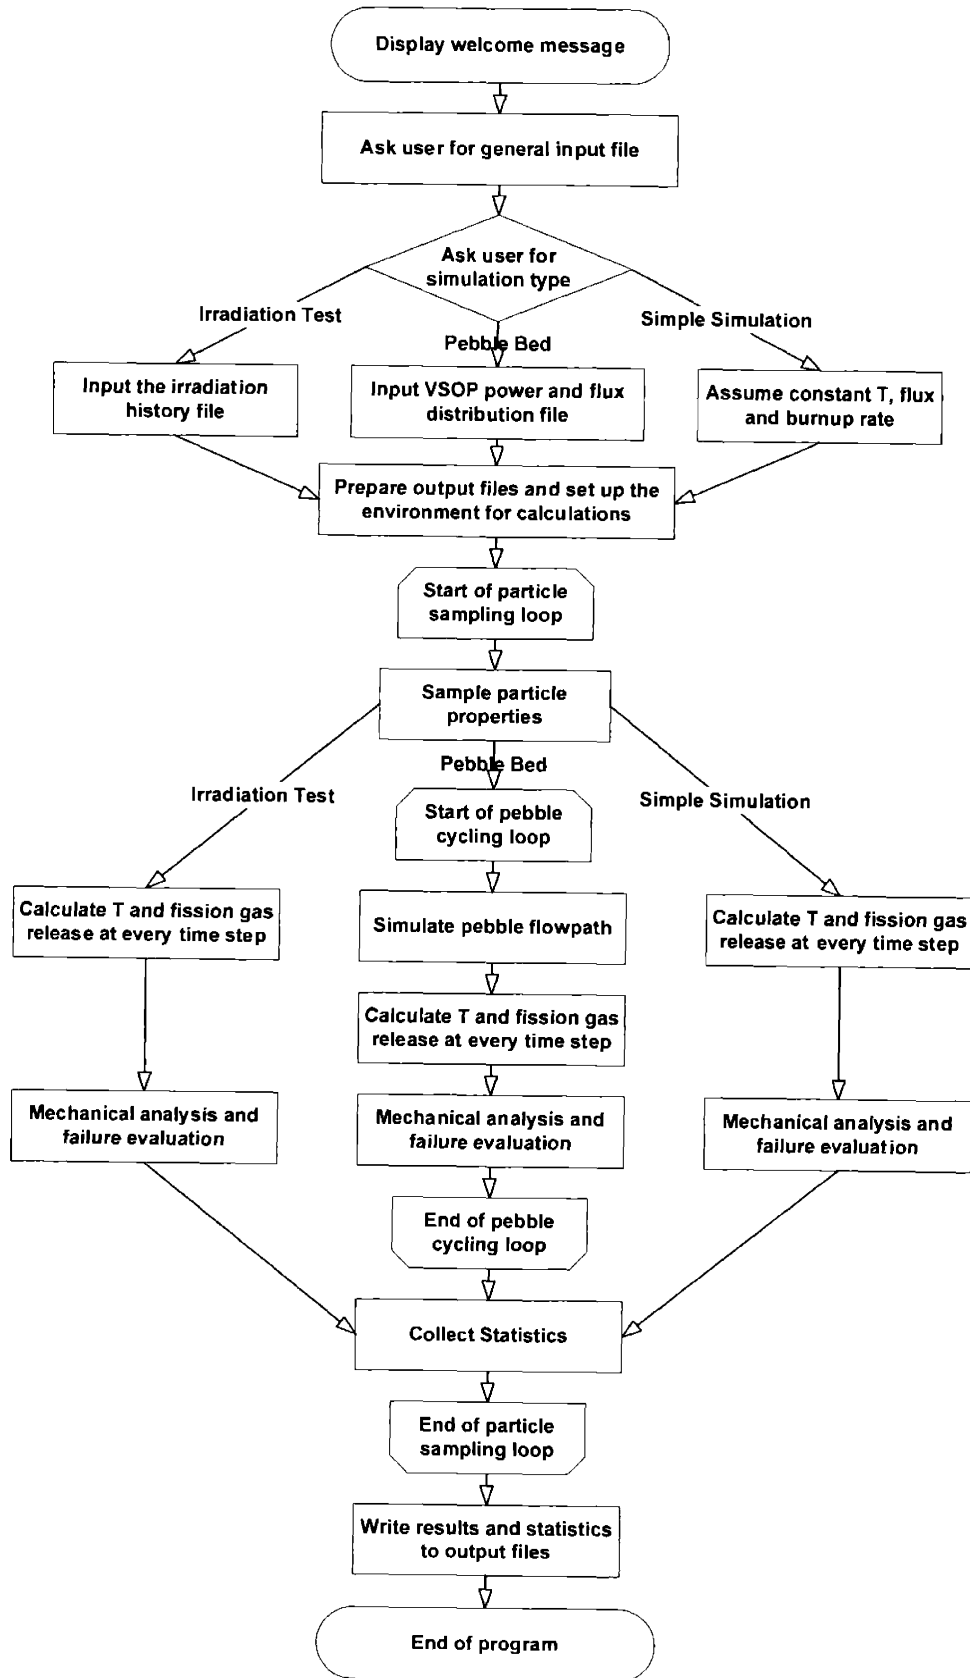 Display welcome message
Ask user for general input file
Ask user for
simulation type
Irradiation Test
Pebble Bed
Simple Simulation
Input the irradiation
history file
Input VSOP power and flux
distribution file
Assume constant T, flux
and burnup rate
Prepare output files and set up the
environment for calculations
Start of particle
sampling loop
Sample particle
properties
Irradiation Test
Pebble Bed
Simple Simulation
Start of pebble
cycling loop
Calculate T and fission gas
release at every time step
Simulate pebble flowpath
Calculate T and fission gas
release at every time step
Calculate T and fission gas
release at every time step
Mechanical analysis and
failure evaluation
Mechanical analysis and
failure evaluation
Mechanical analysis and
failure evaluation
End of pebble
cycling loop
Collect Statistics
End of particle
sampling loop
Write results and statistics
to output files
End of program